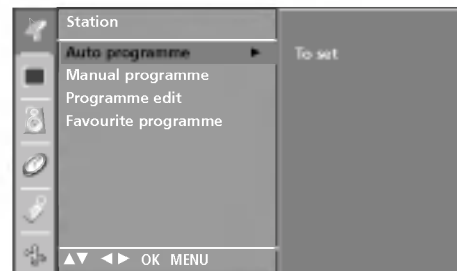 Station
Auto programme ►
To set
Manual programme
Programme edit
Favourite programme
▲▼ ◄► OK MENU